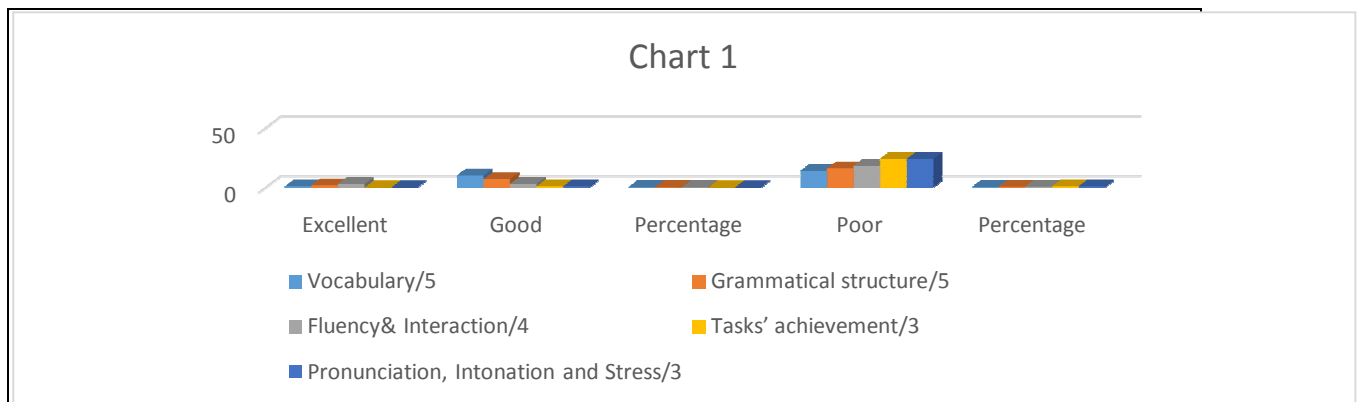 Chart 1
50
0
Excellent Good Percentage Poor Percentage
Vocabulary/5 Grammatical structure/5
Fluency& Interaction/4 Tasks’ achievement/3
Pronunciation, Intonation and Stress/3